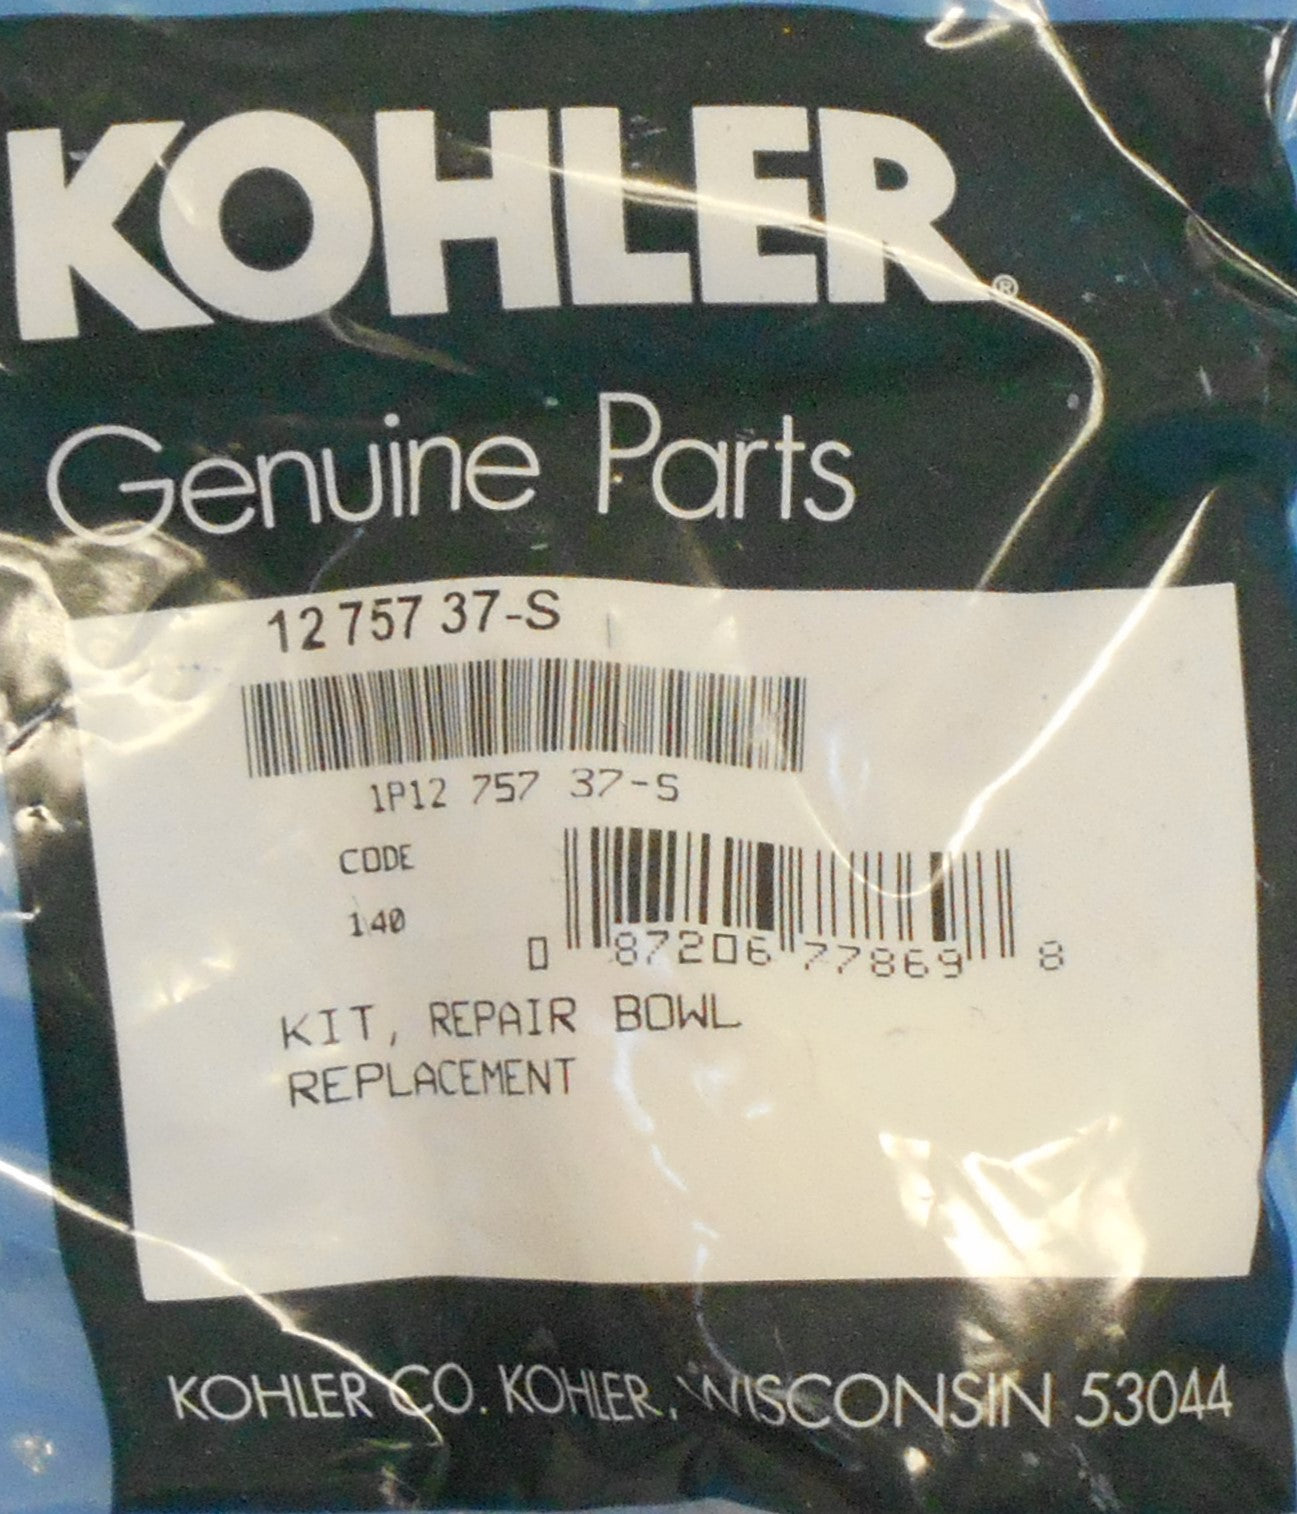 KOHLER®
Genuine Parts
12 757 37-S
1P12 757 37-S
CODE
140
0 87206 77869 8
KIT, REPAIR BOWL
REPLACEMENT
KOHLER CO. KOHLER, WISCONSIN 53044